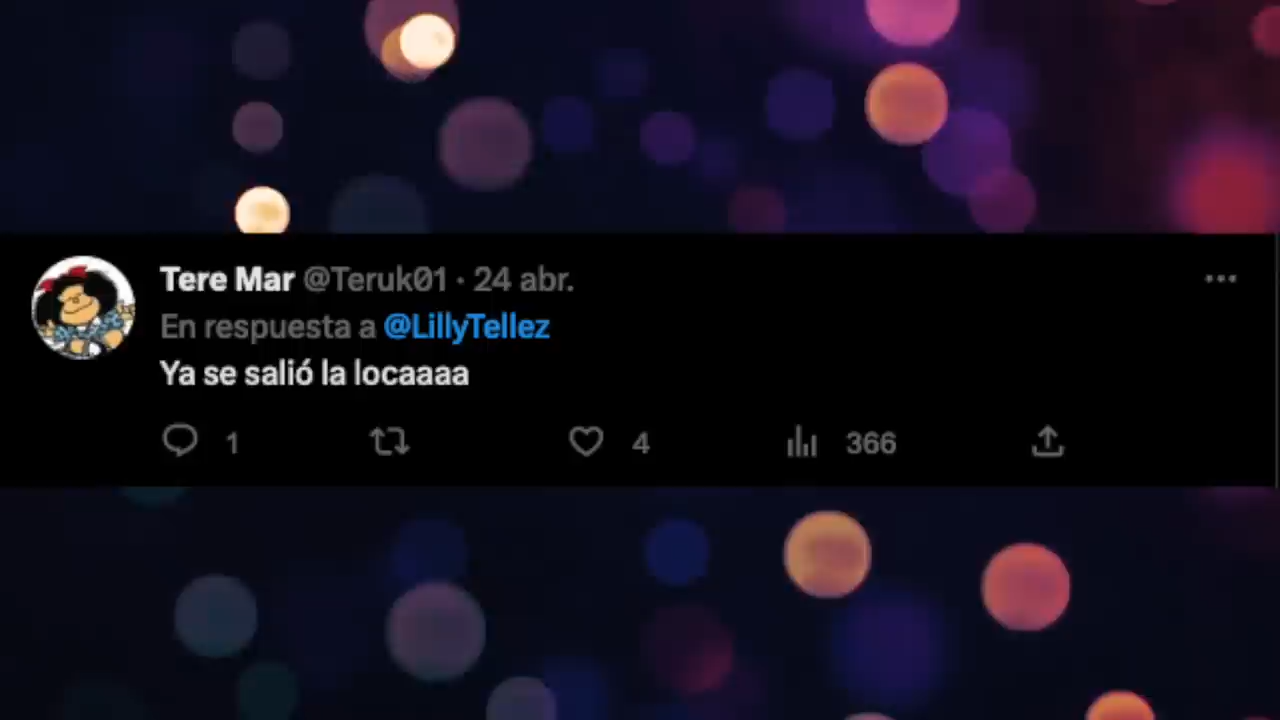 Tere Mar @Teruk01 · 24 abr.
En respuesta a @LillyTellez
Ya se salió la locaaaa
1 4 366